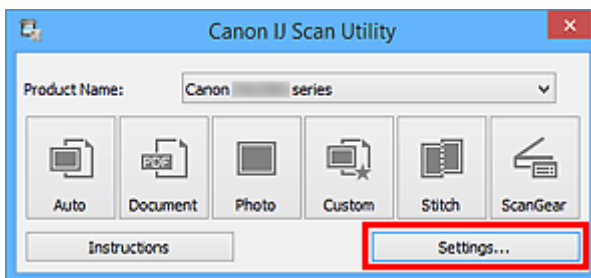 Canon IJ Scan Utility
Product Name: Canon series
PDF
Auto Document Photo Custom Stitch ScanGear
Instructions Settings...